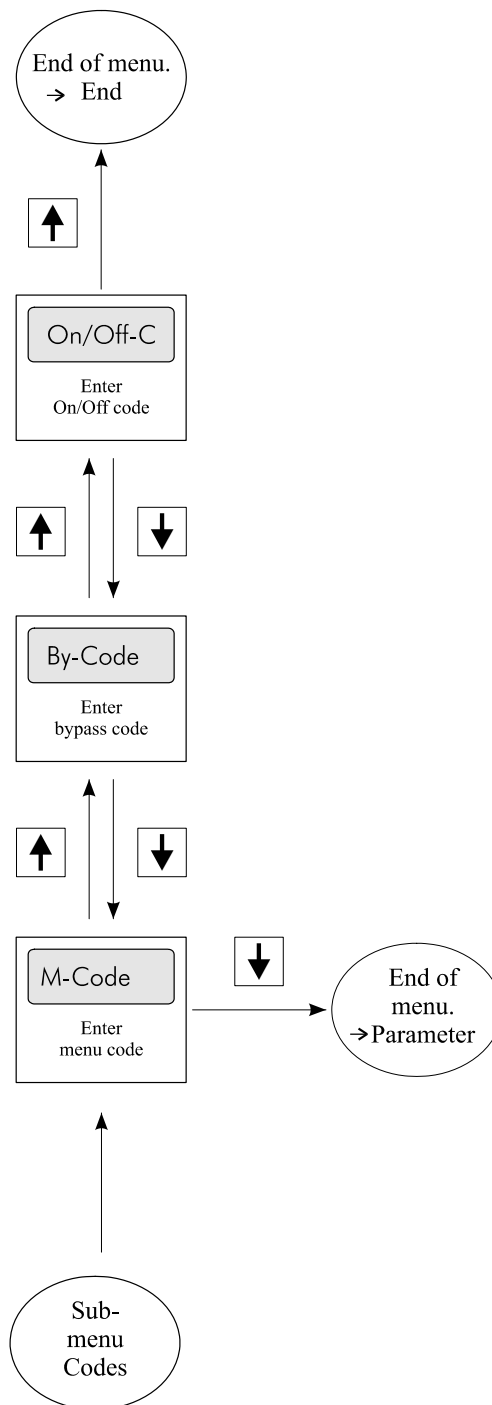 End of menu.
→ End
On/Off-C
Enter
On/Off code
By-Code
Enter
bypass code
M-Code
Enter
menu code
End of
menu.
→Parameter
Sub-
menu
Codes